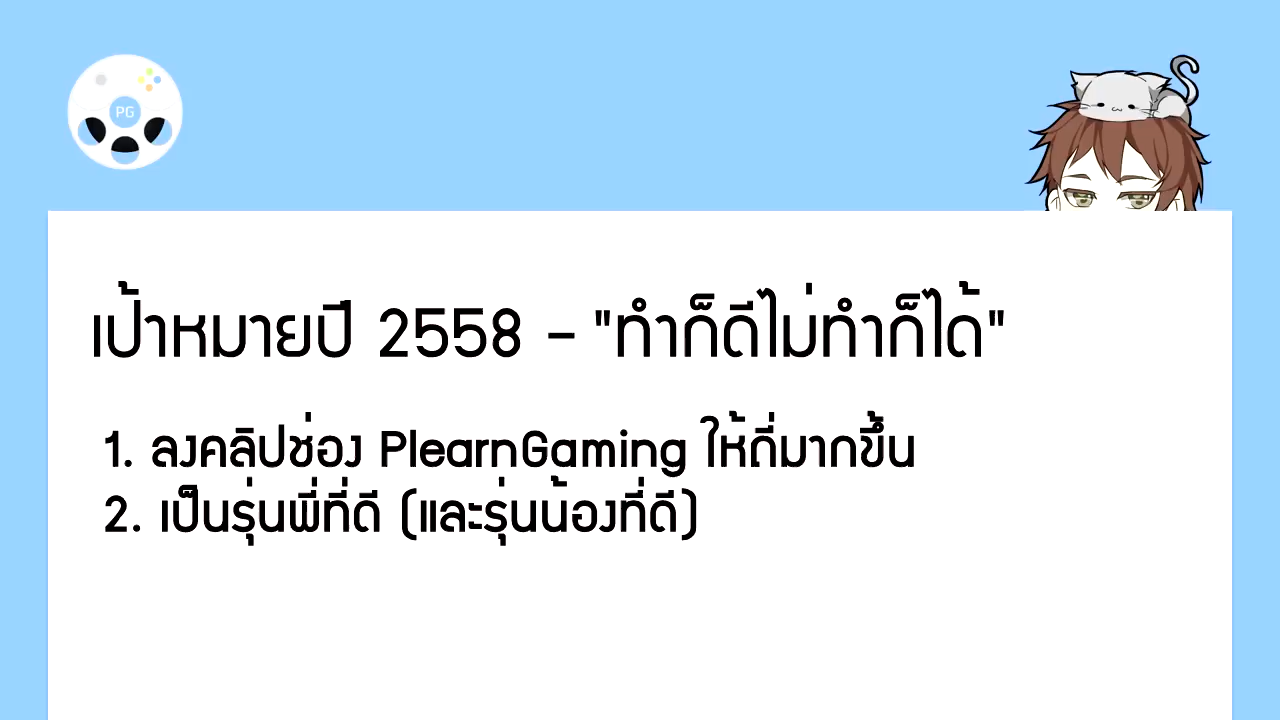 PG
เป้าหมายปี 2558 - "ทำก็ดีไม่ทำก็ได้"
1. ลงคลิปช่อง PlearnGaming ให้ถี่มากขึ้น
2. เป็นรุ่นพี่ที่ดี (และรุ่นน้องที่ดี)